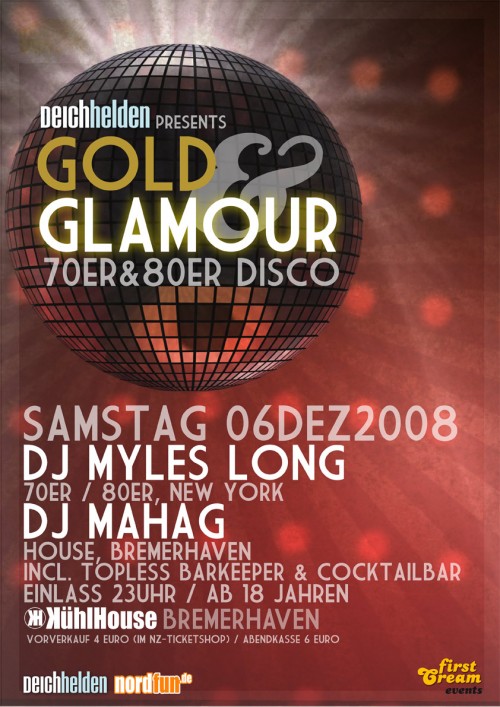 DEICHhelden PRESENTS
GOLD &
GLAMOUR
70ER&80ER DISCO
SAMSTAG 06DEZ2008
DJ MYLES LONG
70ER / 80ER, NEW YORK
DJ MAHAG
HOUSE, BREMERHAVEN
INCL. TOPLESS BARKEEPER & COCKTAILBAR
EINLASS 23UHR / AB 18 JAHREN
KH KühlHouse BREMERHAVEN
VORVERKAUF 4 EURO (IM NZ-TICKETSHOP) / ABENDKASSE 6 EURO
DEICHhelden nordfun.de
first Cream events